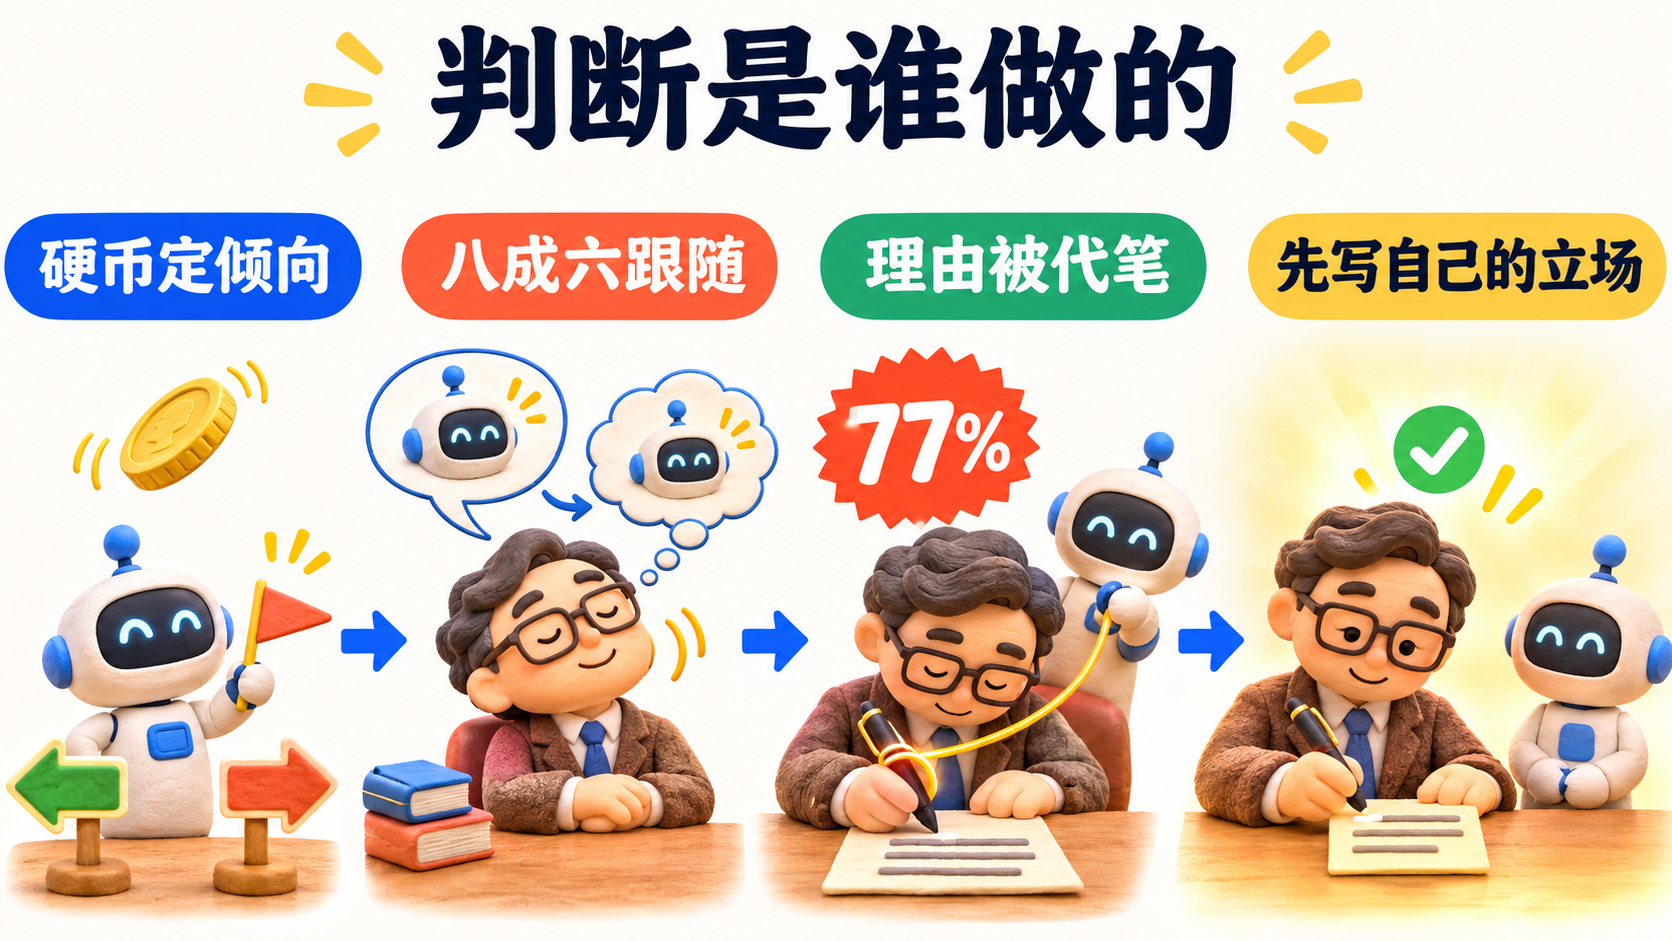 判断是谁做的
硬币定倾向
八成六跟随
理由被代笔
先写自己的立场
77%